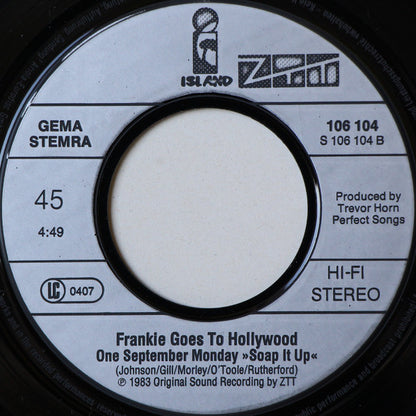 i
ISLAND
ZTT
GEMA
STEMRA
106 104
S 106 104 B
45
4:49
Produced by
Trevor Horn
Perfect Songs
LC 0407
HI-FI
STEREO
Frankie Goes To Hollywood
One September Monday »Soap It Up«
(Johnson/Gill/Morley/O'Toole/Rutherford)
℗ 1983 Original Sound Recording by ZTT